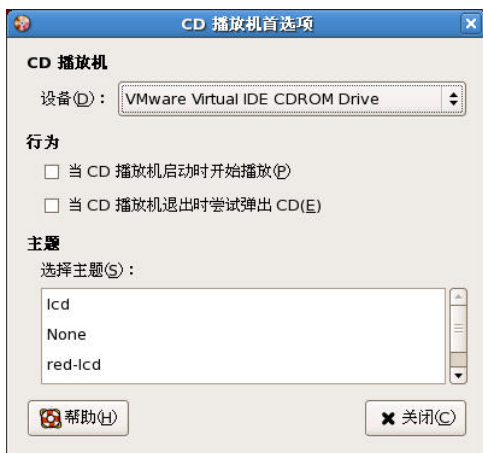 CD 播放机首选项
CD 播放机
设备(D)： VMware Virtual IDE CDROM Drive
行为
当 CD 播放机启动时开始播放(P)
当 CD 播放机退出时尝试弹出 CD(E)
主题
选择主题(S)：
lcd
None
red-lcd
帮助(H) 关闭(C)